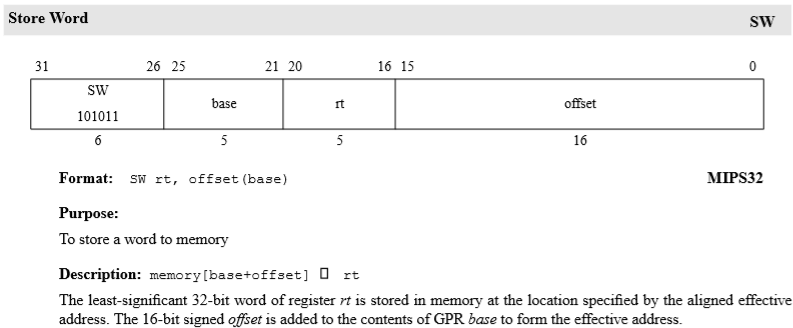 Store Word SW
31 26 25 21 20 16 15 0
SW base rt offset
101011
6 5 5 16
Format: SW rt, offset(base) MIPS32
Purpose:
To store a word to memory
Description: memory[base+offset] □ rt
The least-significant 32-bit word of register rt is stored in memory at the location specified by the aligned effective
address. The 16-bit signed offset is added to the contents of GPR base to form the effective address.